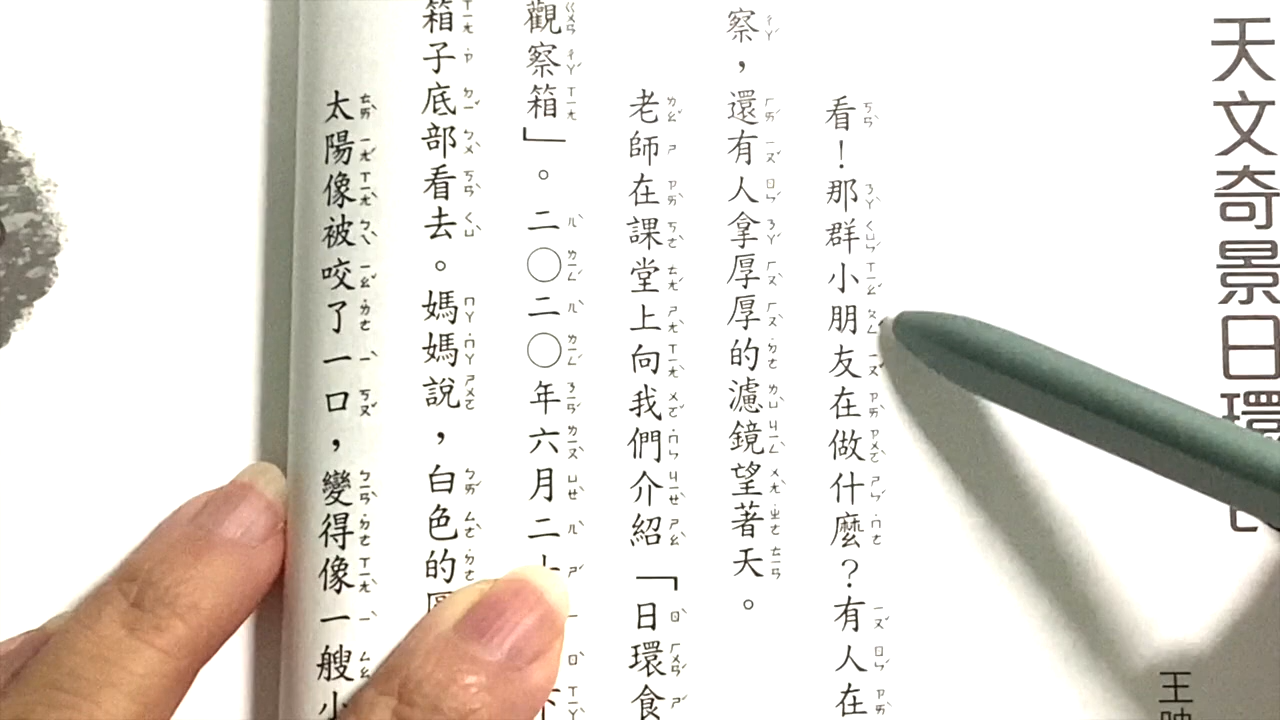 天文奇景日環
王
看！那群小朋友在做什麼？有人在
察，還有人拿厚厚的濾鏡望著天。
老師在課堂上向我們介紹「日環食
觀察箱」。二〇二〇年六月二
箱子底部看去。媽媽說，白色的
太陽像被咬了一口，變得像一艘小